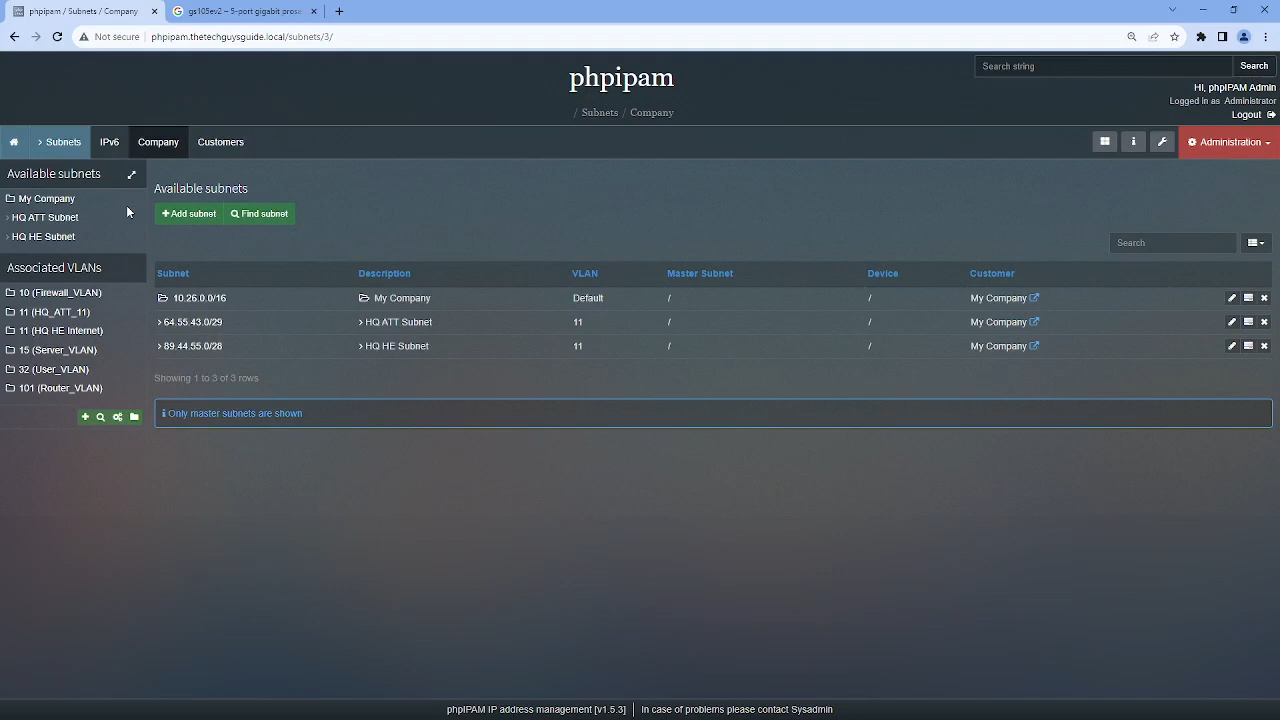 phpipam / Subnets / Company
gs105ev2 – 5-port gigabit prose
Not secure
phpipam.thetechguysguide.local/subnets/3/
phpipam
/ Subnets / Company
Search string
Search
Hi, phpIPAM Admin
Logged in as Administrator
Logout
Subnets
IPv6
Company
Customers
Administration
Available subnets
My Company
HQ ATT Subnet
HQ HE Subnet
Associated VLANs
10 (Firewall_VLAN)
11 (HQ_ATT_11)
11 (HQ HE Internet)
15 (Server_VLAN)
32 (User_VLAN)
101 (Router_VLAN)
Available subnets
Add subnet
Find subnet
Search
Subnet Description VLAN Master Subnet Device Customer
10.26.0.0/16 My Company Default / / My Company
64.55.43.0/29 HQ ATT Subnet 11 / / My Company
89.44.55.0/28 HQ HE Subnet 11 / / My Company
Showing 1 to 3 of 3 rows
Only master subnets are shown
phpIPAM IP address management [v1.5.3] In case of problems please contact Sysadmin